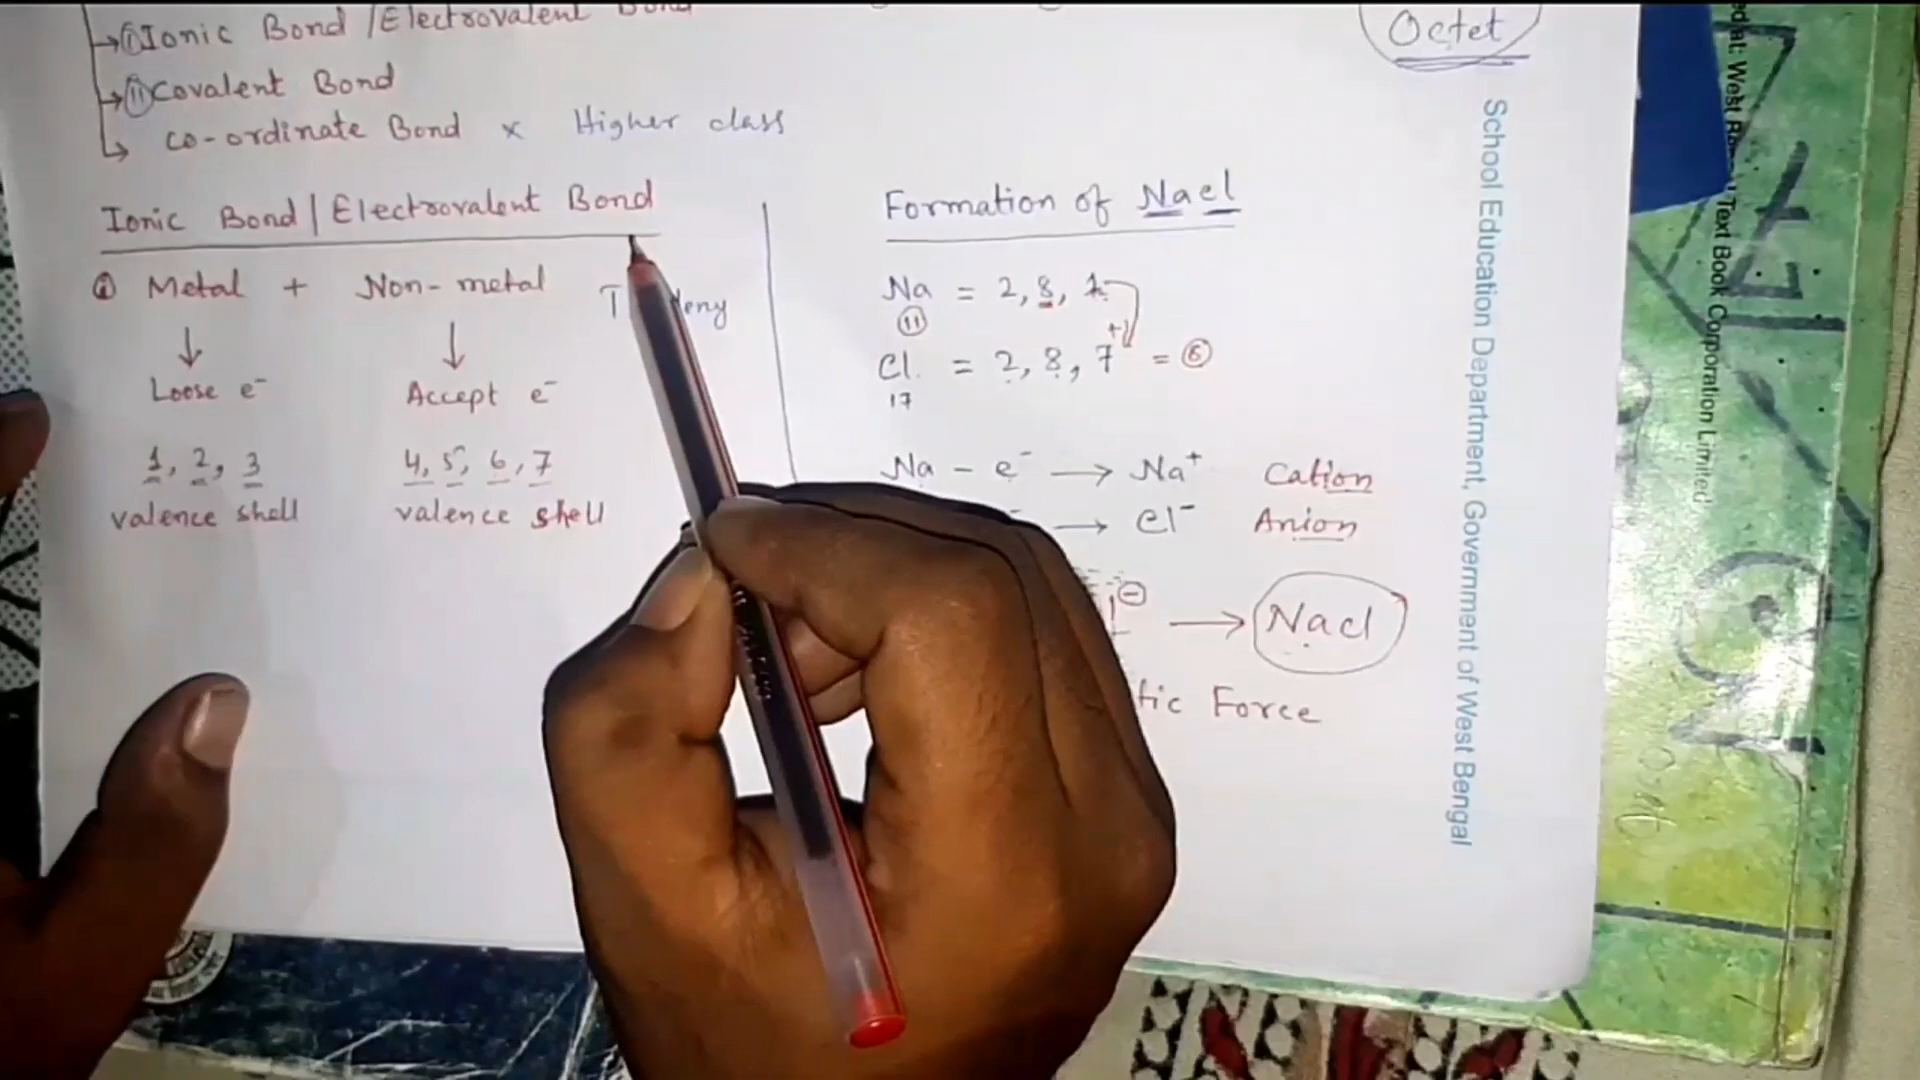 →ⓘ Ionic Bond / Electrovalent Bond
→ⓘⓘ Covalent Bond
↳ Co-ordinate Bond × Higher class
Octet
Ionic Bond | Electrovalent Bond
Metal + Non-metal
↓ ↓
Loose e⁻ Accept e⁻
1, 2, 3 4, 5, 6, 7
valence shell valence shell
Formation of Nacl
Na = 2, 8, 1
⑪ +1
Cl = 2, 8, 7 = ⑧
17
Na - e⁻ → Na⁺ Cation
→ Cl⁻ Anion
⊖ → Nacl
Force
School Education Department, Government of West Bengal
Text Book Corporation Limited